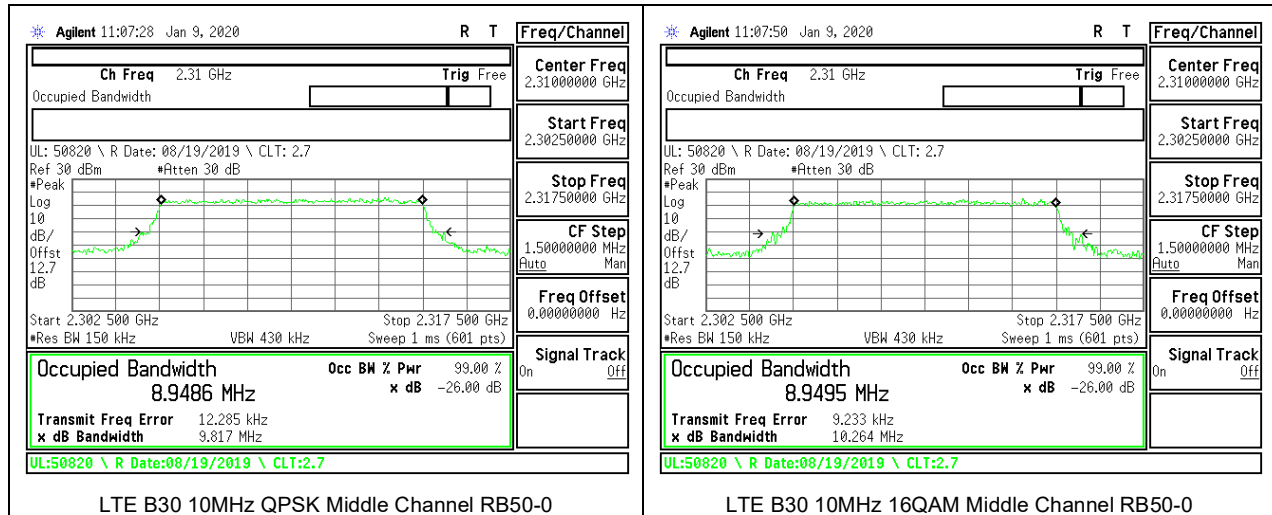 Agilent 11:07:28 Jan 9, 2020 R T
Freq/Channel
Ch Freq 2.31 GHz Trig Free
Occupied Bandwidth
Center Freq
2.31000000 GHz
Start Freq
2.30250000 GHz
UL: 50820 \ R Date: 08/19/2019 \ CLT: 2.7
Ref 30 dBm #Atten 30 dB
#Peak
Log
10
dB/
Offst
12.7
dB
Stop Freq
2.31750000 GHz
CF Step
1.50000000 MHz
Auto Man
Freq Offset
0.00000000 Hz
Start 2.302 500 GHz Stop 2.317 500 GHz
#Res BW 150 kHz VBW 430 kHz Sweep 1 ms (601 pts)
Signal Track
On Off
Occupied Bandwidth Occ BW % Pwr 99.00 %
8.9486 MHz x dB -26.00 dB
Transmit Freq Error 12.285 kHz
x dB Bandwidth 9.817 MHz
UL:50820 \ R Date:08/19/2019 \ CLT:2.7
LTE B30 10MHz QPSK Middle Channel RB50-0
Agilent 11:07:50 Jan 9, 2020 R T
Freq/Channel
Ch Freq 2.31 GHz Trig Free
Occupied Bandwidth
Center Freq
2.31000000 GHz
Start Freq
2.30250000 GHz
UL: 50820 \ R Date: 08/19/2019 \ CLT: 2.7
Ref 30 dBm #Atten 30 dB
#Peak
Log
10
dB/
Offst
12.7
dB
Stop Freq
2.31750000 GHz
CF Step
1.50000000 MHz
Auto Man
Freq Offset
0.00000000 Hz
Start 2.302 500 GHz Stop 2.317 500 GHz
#Res BW 150 kHz VBW 430 kHz Sweep 1 ms (601 pts)
Signal Track
On Off
Occupied Bandwidth Occ BW % Pwr 99.00 %
8.9495 MHz x dB -26.00 dB
Transmit Freq Error 9.233 kHz
x dB Bandwidth 10.264 MHz
UL:50820 \ R Date:08/19/2019 \ CLT:2.7
LTE B30 10MHz 16QAM Middle Channel RB50-0